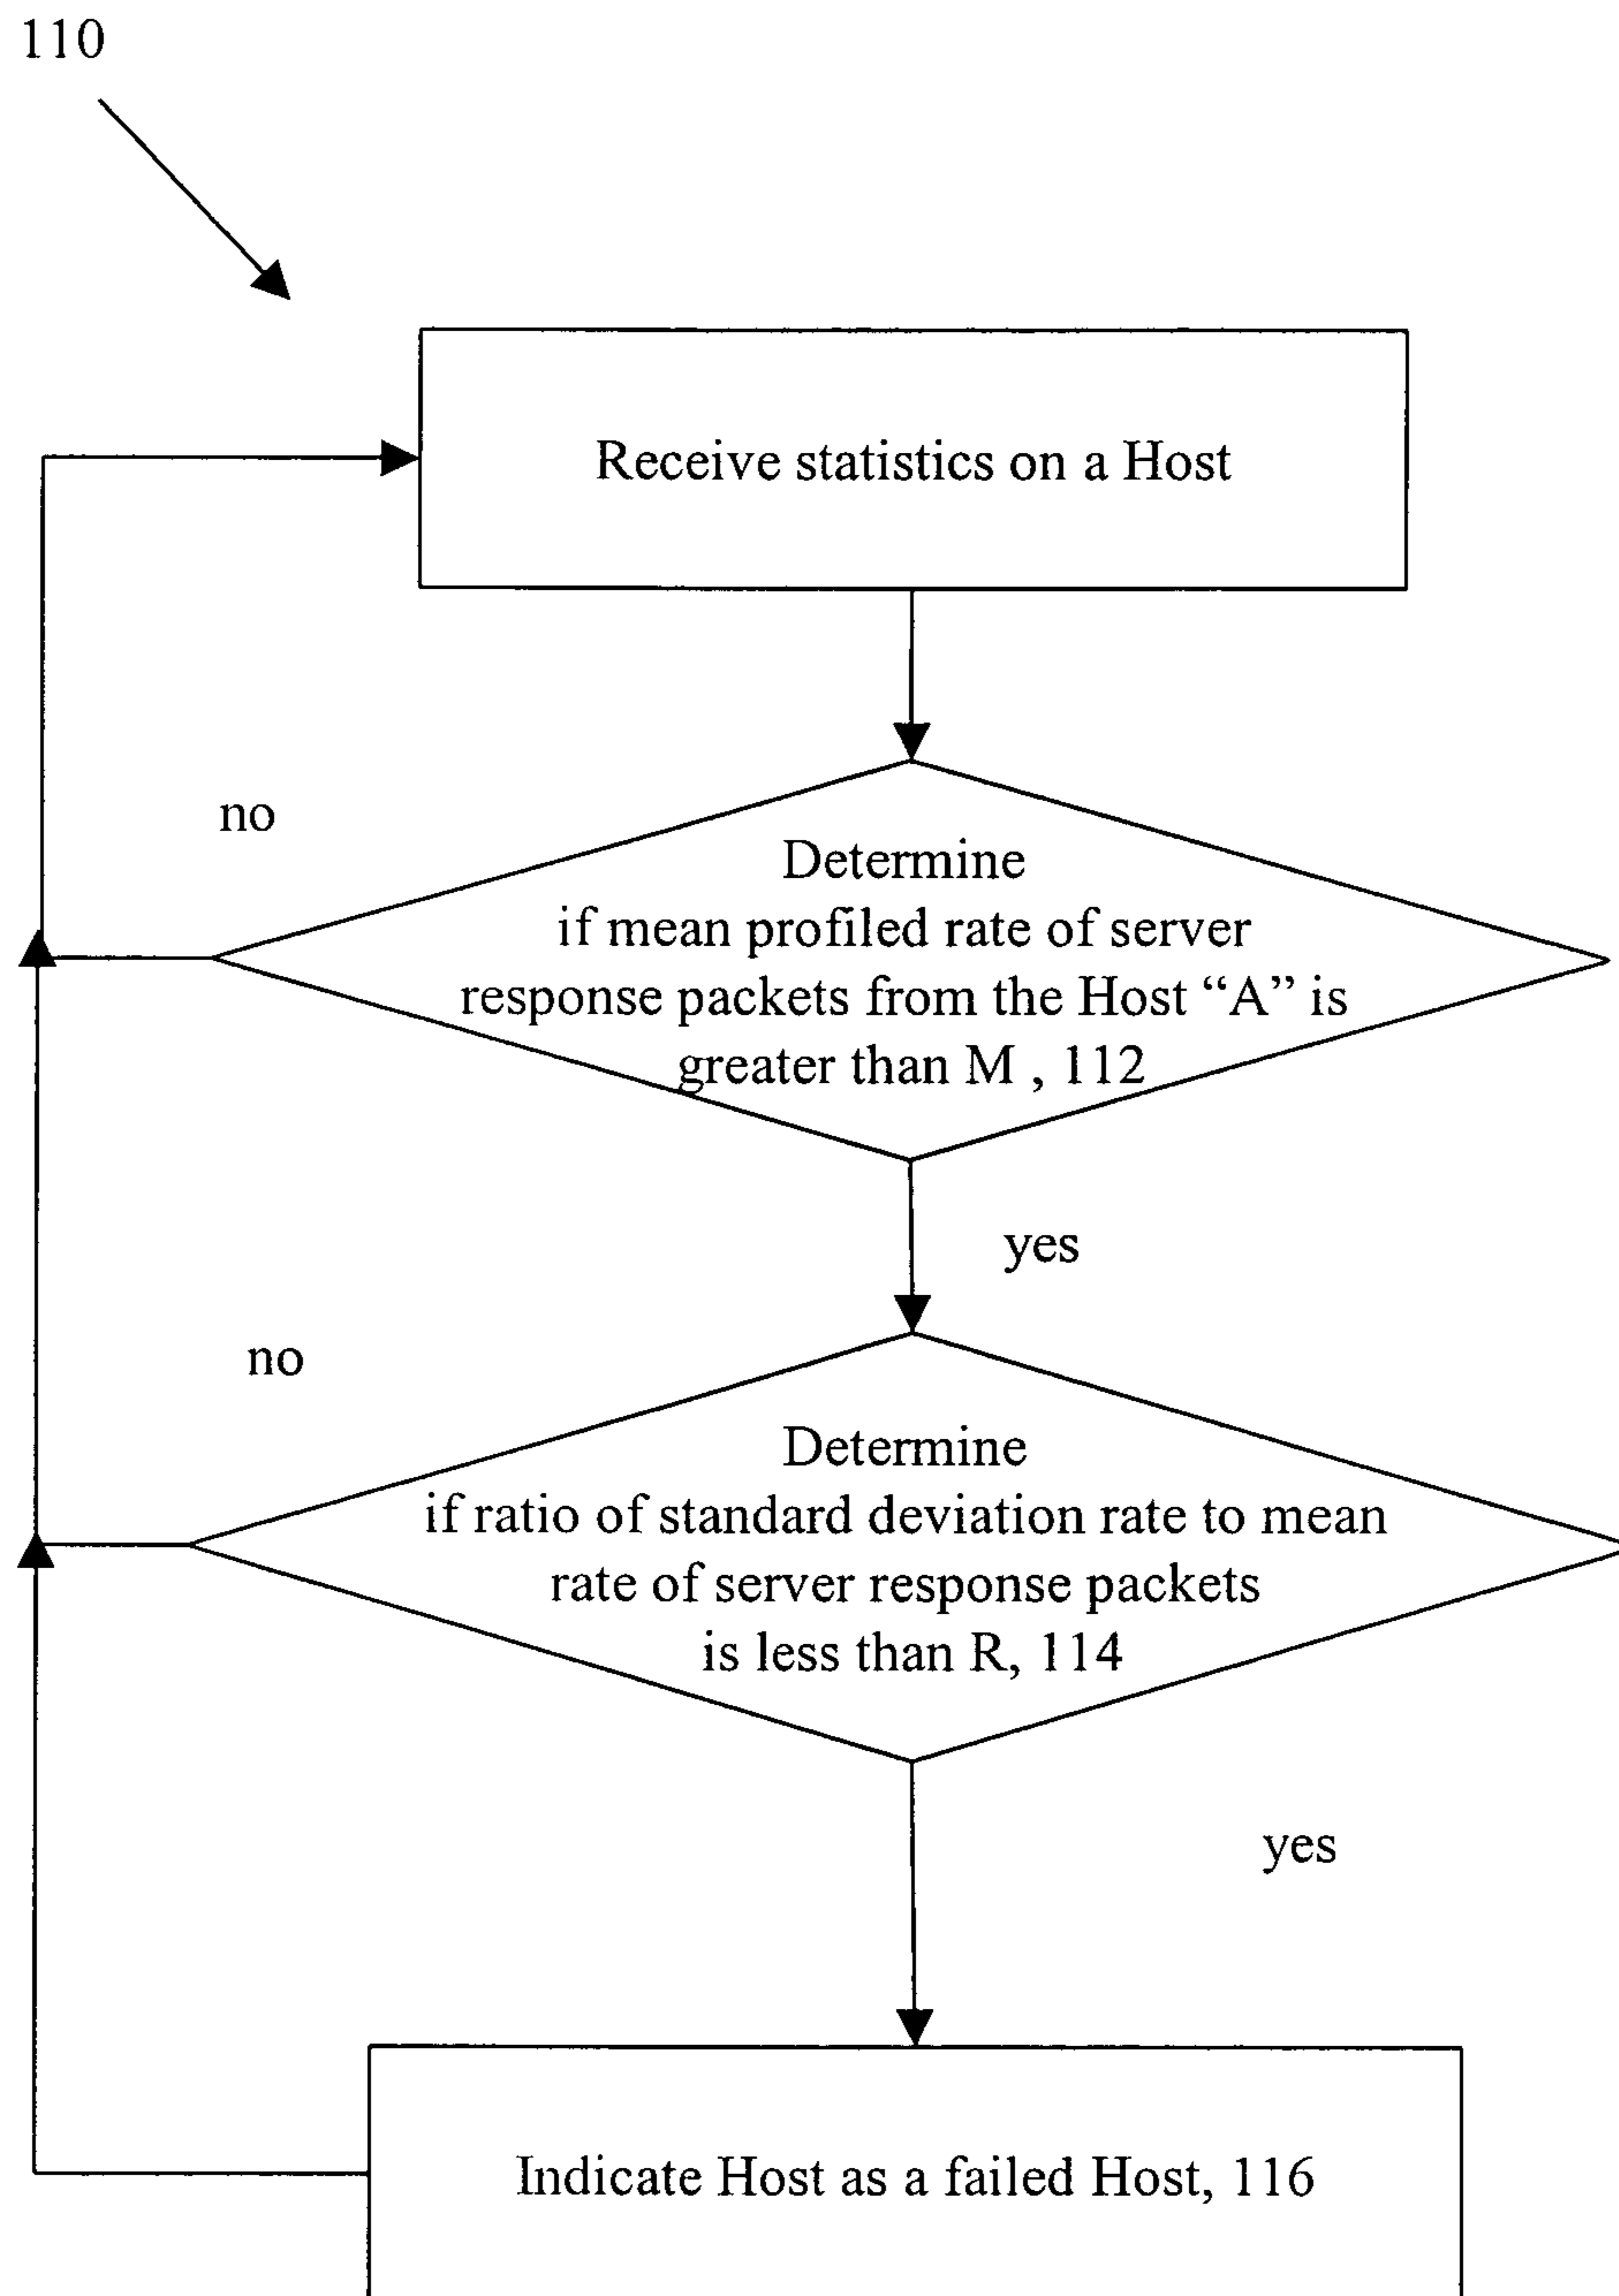 110
Receive statistics on a Host
no
Determine
if mean profiled rate of server
response packets from the Host “A” is
greater than M , 112
yes
no
Determine
if ratio of standard deviation rate to mean
rate of server response packets
is less than R, 114
yes
Indicate Host as a failed Host, 116